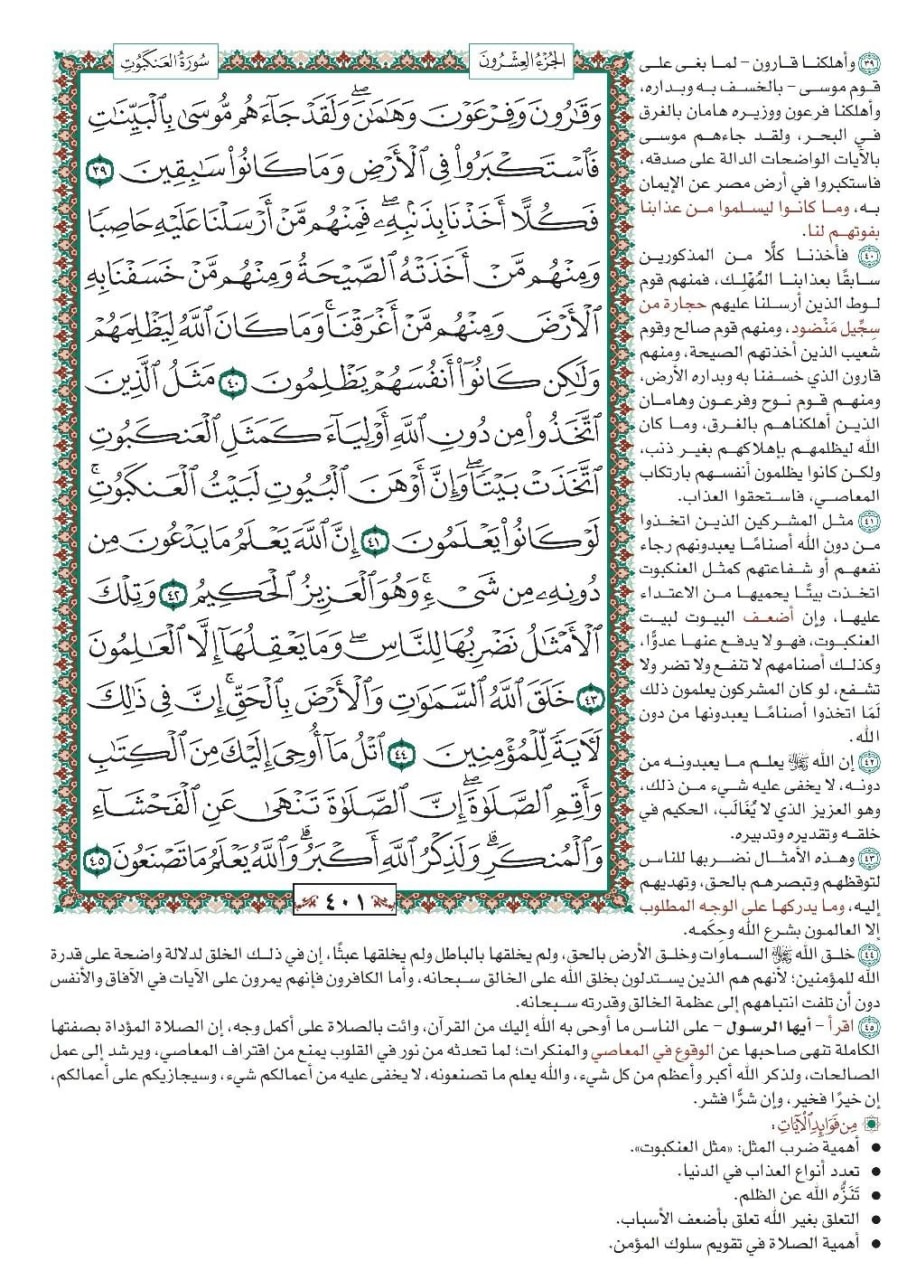 الجُزْءُ العِشْرُونَ
سُورَةُ العَنكَبُوتِ
وَقَٰرُونَ وَفِرْعَوْنَ وَهَٰمَٰنَۖ وَلَقَدْ جَآءَهُم مُّوسَىٰ بِٱلْبَيِّنَٰتِ
فَٱسْتَكْبَرُوا۟ فِى ٱلْأَرْضِ وَمَا كَانُوا۟ سَٰبِقِينَ ٣٩
فَكُلًّا أَخَذْنَا بِذَنۢبِهِۦۖ فَمِنْهُم مَّنْ أَرْسَلْنَا عَلَيْهِ حَاصِبًا
وَمِنْهُم مَّنْ أَخَذَتْهُ ٱلصَّيْحَةُ وَمِنْهُم مَّنْ خَسَفْنَا بِهِ
ٱلْأَرْضَ وَمِنْهُم مَّنْ أَغْرَقْنَاۚ وَمَا كَانَ ٱللَّهُ لِيَظْلِمَهُمْ
وَلَٰكِن كَانُوٓا۟ أَنفُسَهُمْ يَظْلِمُونَ ٤٠ مَثَلُ ٱلَّذِينَ
ٱتَّخَذُوا۟ مِن دُونِ ٱللَّهِ أَوْلِيَآءَ كَمَثَلِ ٱلْعَنكَبُوتِ
ٱتَّخَذَتْ بَيْتًاۖ وَإِنَّ أَوْهَنَ ٱلْبُيُوتِ لَبَيْتُ ٱلْعَنكَبُوتِۚ
لَوْ كَانُوا۟ يَعْلَمُونَ ٤١ إِنَّ ٱللَّهَ يَعْلَمُ مَا يَدْعُونَ مِن
دُونِهِۦ مِن شَىْءٍۚ وَهُوَ ٱلْعَزِيزُ ٱلْحَكِيمُ ٤٢ وَتِلْكَ
ٱلْأَمْثَٰلُ نَضْرِبُهَا لِلنَّاسِۖ وَمَا يَعْقِلُهَآ إِلَّا ٱلْعَٰلِمُونَ
٤٣ خَلَقَ ٱللَّهُ ٱلسَّمَٰوَٰتِ وَٱلْأَرْضَ بِٱلْحَقِّۚ إِنَّ فِى ذَٰلِكَ
لَءَايَةً لِّلْمُؤْمِنِينَ ٤٤ ٱتْلُ مَآ أُوحِىَ إِلَيْكَ مِنَ ٱلْكِتَٰبِ
وَأَقِمِ ٱلصَّلَوٰةَۖ إِنَّ ٱلصَّلَوٰةَ تَنْهَىٰ عَنِ ٱلْفَحْشَآءِ
وَٱلْمُنكَرِۗ وَلَذِكْرُ ٱللَّهِ أَكْبَرُۗ وَٱللَّهُ يَعْلَمُ مَا تَصْنَعُونَ ٤٥
٤٠١
٣٩ وأهلكنا قارون - لما بغى على
قوم موسى - بالخسف به وبداره،
وأهلكنا فرعون ووزيره هامان بالغرق
في البحر، ولقد جاءهم موسى
بالآيات الواضحات الدالة على صدقه،
فاستكبروا في أرض مصر عن الإيمان
به، وما كانوا ليسلموا من عذابنا
بفوتهم لنا.
٤٠ فأخذنا كلًّا من المذكورين
سابقًا بعذابنا المُهْلِك، فمنهم قوم
لوط الذين أرسلنا عليهم حجارة من
سِجِّيل مَنْضود، ومنهم قوم صالح وقوم
شعيب الذين أخذتهم الصيحة، ومنهم
قارون الذي خسفنا به وبداره الأرض،
ومنهم قوم نوح وفرعون وهامان
الذين أهلكناهم بالغرق، وما كان
الله ليظلمهم بإهلاكهم بغير ذنب،
ولكن كانوا يظلمون أنفسهم بارتكاب
المعاصي، فاستحقوا العذاب.
٤١ مثل المشركين الذين اتخذوا
من دون الله أصنامًا يعبدونهم رجاء
نفعهم أو شفاعتهم كمثل العنكبوت
اتخذت بيتًا يحميها من الاعتداء
عليها، وإن أضعف البيوت لبيت
العنكبوت، فهو لا يدفع عنها عدوًّا،
وكذلك أصنامهم لا تنفع ولا تضر ولا
تشفع، لو كان المشركون يعلمون ذلك
لَمَا اتخذوا أصنامًا يعبدونها من دون
الله.
٤٢ إن الله ﷻ يعلم ما يعبدونه من
دونه، لا يخفى عليه شيء من ذلك،
وهو العزيز الذي لا يُغَالَب، الحكيم في
خلقه وتقديره وتدبيره.
٤٣ وهذه الأمثال نضربها للناس
لتوقظهم وتبصرهم بالحق، وتهديهم
إليه، وما يدركها على الوجه المطلوب
إلا العالمون بشرع الله وحِكَمه.
٤٤ خلق الله ﷻ السماوات وخلق الأرض بالحق، ولم يخلقها بالباطل ولم يخلقها عبثًا، إن في ذلك الخلق لدلالة واضحة على قدرة
الله للمؤمنين؛ لأنهم هم الذين يستدلون بخلق الله على الخالق سبحانه، وأما الكافرون فإنهم يمرون على الآيات في الآفاق والأنفس
دون أن تلفت انتباههم إلى عظمة الخالق وقدرته سبحانه.
٤٥ اقرأ - أيها الرسول - على الناس ما أوحى به الله إليك من القرآن، وائت بالصلاة على أكمل وجه، إن الصلاة المؤداة بصفتها
الكاملة تنهى صاحبها عن الوقوع في المعاصي والمنكرات؛ لما تحدثه من نور في القلوب يمنع من اقتراف المعاصي، ويرشد إلى عمل
الصالحات، ولذكر الله أكبر وأعظم من كل شيء، والله يعلم ما تصنعونه، لا يخفى عليه من أعمالكم شيء، وسيجازيكم على أعمالكم،
إن خيرًا فخير، وإن شرًّا فشر.
مِن فَوَائِدِ الآيَاتِ:
• أهمية ضرب المثل: «مثل العنكبوت».
• تعدد أنواع العذاب في الدنيا.
• تَنَزُّه الله عن الظلم.
• التعلق بغير الله تعلق بأضعف الأسباب.
• أهمية الصلاة في تقويم سلوك المؤمن.